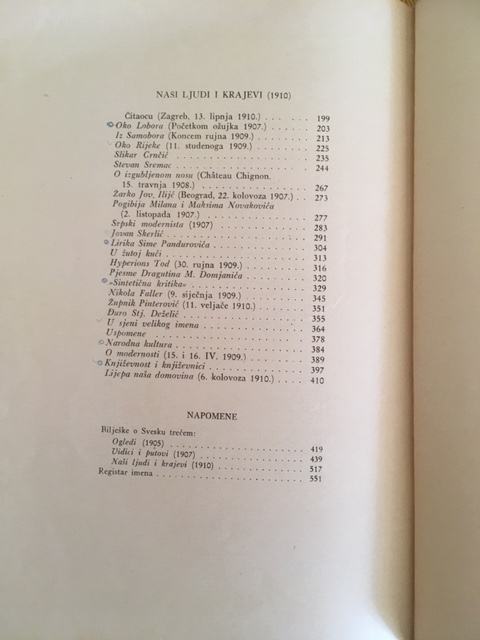 NAŠI LJUDI I KRAJEVI (1910)
Čitaocu (Zagreb, 13. lipnja 1910.) . . . . 199
Oko Lobora (Početkom ožujka 1907.) . . . 203
Iz Samobora (Koncem rujna 1909.) . . . . 213
Oko Rijeke (11. studenoga 1909.) . . . . 225
Slikar Crnčić . . . . . . . . . . 235
Stevan Sremac . . . . . . . . . . 244
O izgubljenom nosu (Château Chignon,
15. travnja 1908.) . . . . . . . . 267
Žarko Jov. Ilijć (Beograd, 22. kolovoza 1907.) . . 273
Pogibija Milana i Maksima Novakovića
(2. listopada 1907.) . . . . . . . . 277
Srpski modernista (1907) . . . . . . . 283
Jovan Skerlić . . . . . . . . . . 291
Lirika Sime Pandurovića . . . . . . . 304
U žutoj kući . . . . . . . . . . 313
Hyperions Tod (30. rujna 1909.) . . . . . 316
Pjesme Dragutina M. Domjanića . . . . . 320
»Sintetična kritika« . . . . . . . . 329
Nikola Faller (9. siječnja 1909.) . . . . . 345
Župnik Pinterović (11. veljače 1910.) . . . . 351
Đuro Stj. Deželić . . . . . . . . . 355
U sjeni velikog imena . . . . . . . . 364
Uspomene . . . . . . . . . . . 378
Narodna kultura . . . . . . . . . 384
O modernosti (15. i 16. IV. 1909.) . . . . . 389
Književnost i književnici . . . . . . . 397
Lijepa naša domovina (6. kolovoza 1910.) . . . 410
NAPOMENE
Bilješke o Svesku trećem:
Ogledi (1905) . . . . . . . . . . 419
Vidici i putovi (1907) . . . . . . . . 439
Naši ljudi i krajevi (1910) . . . . . . . 517
Registar imena . . . . . . . . . . 551